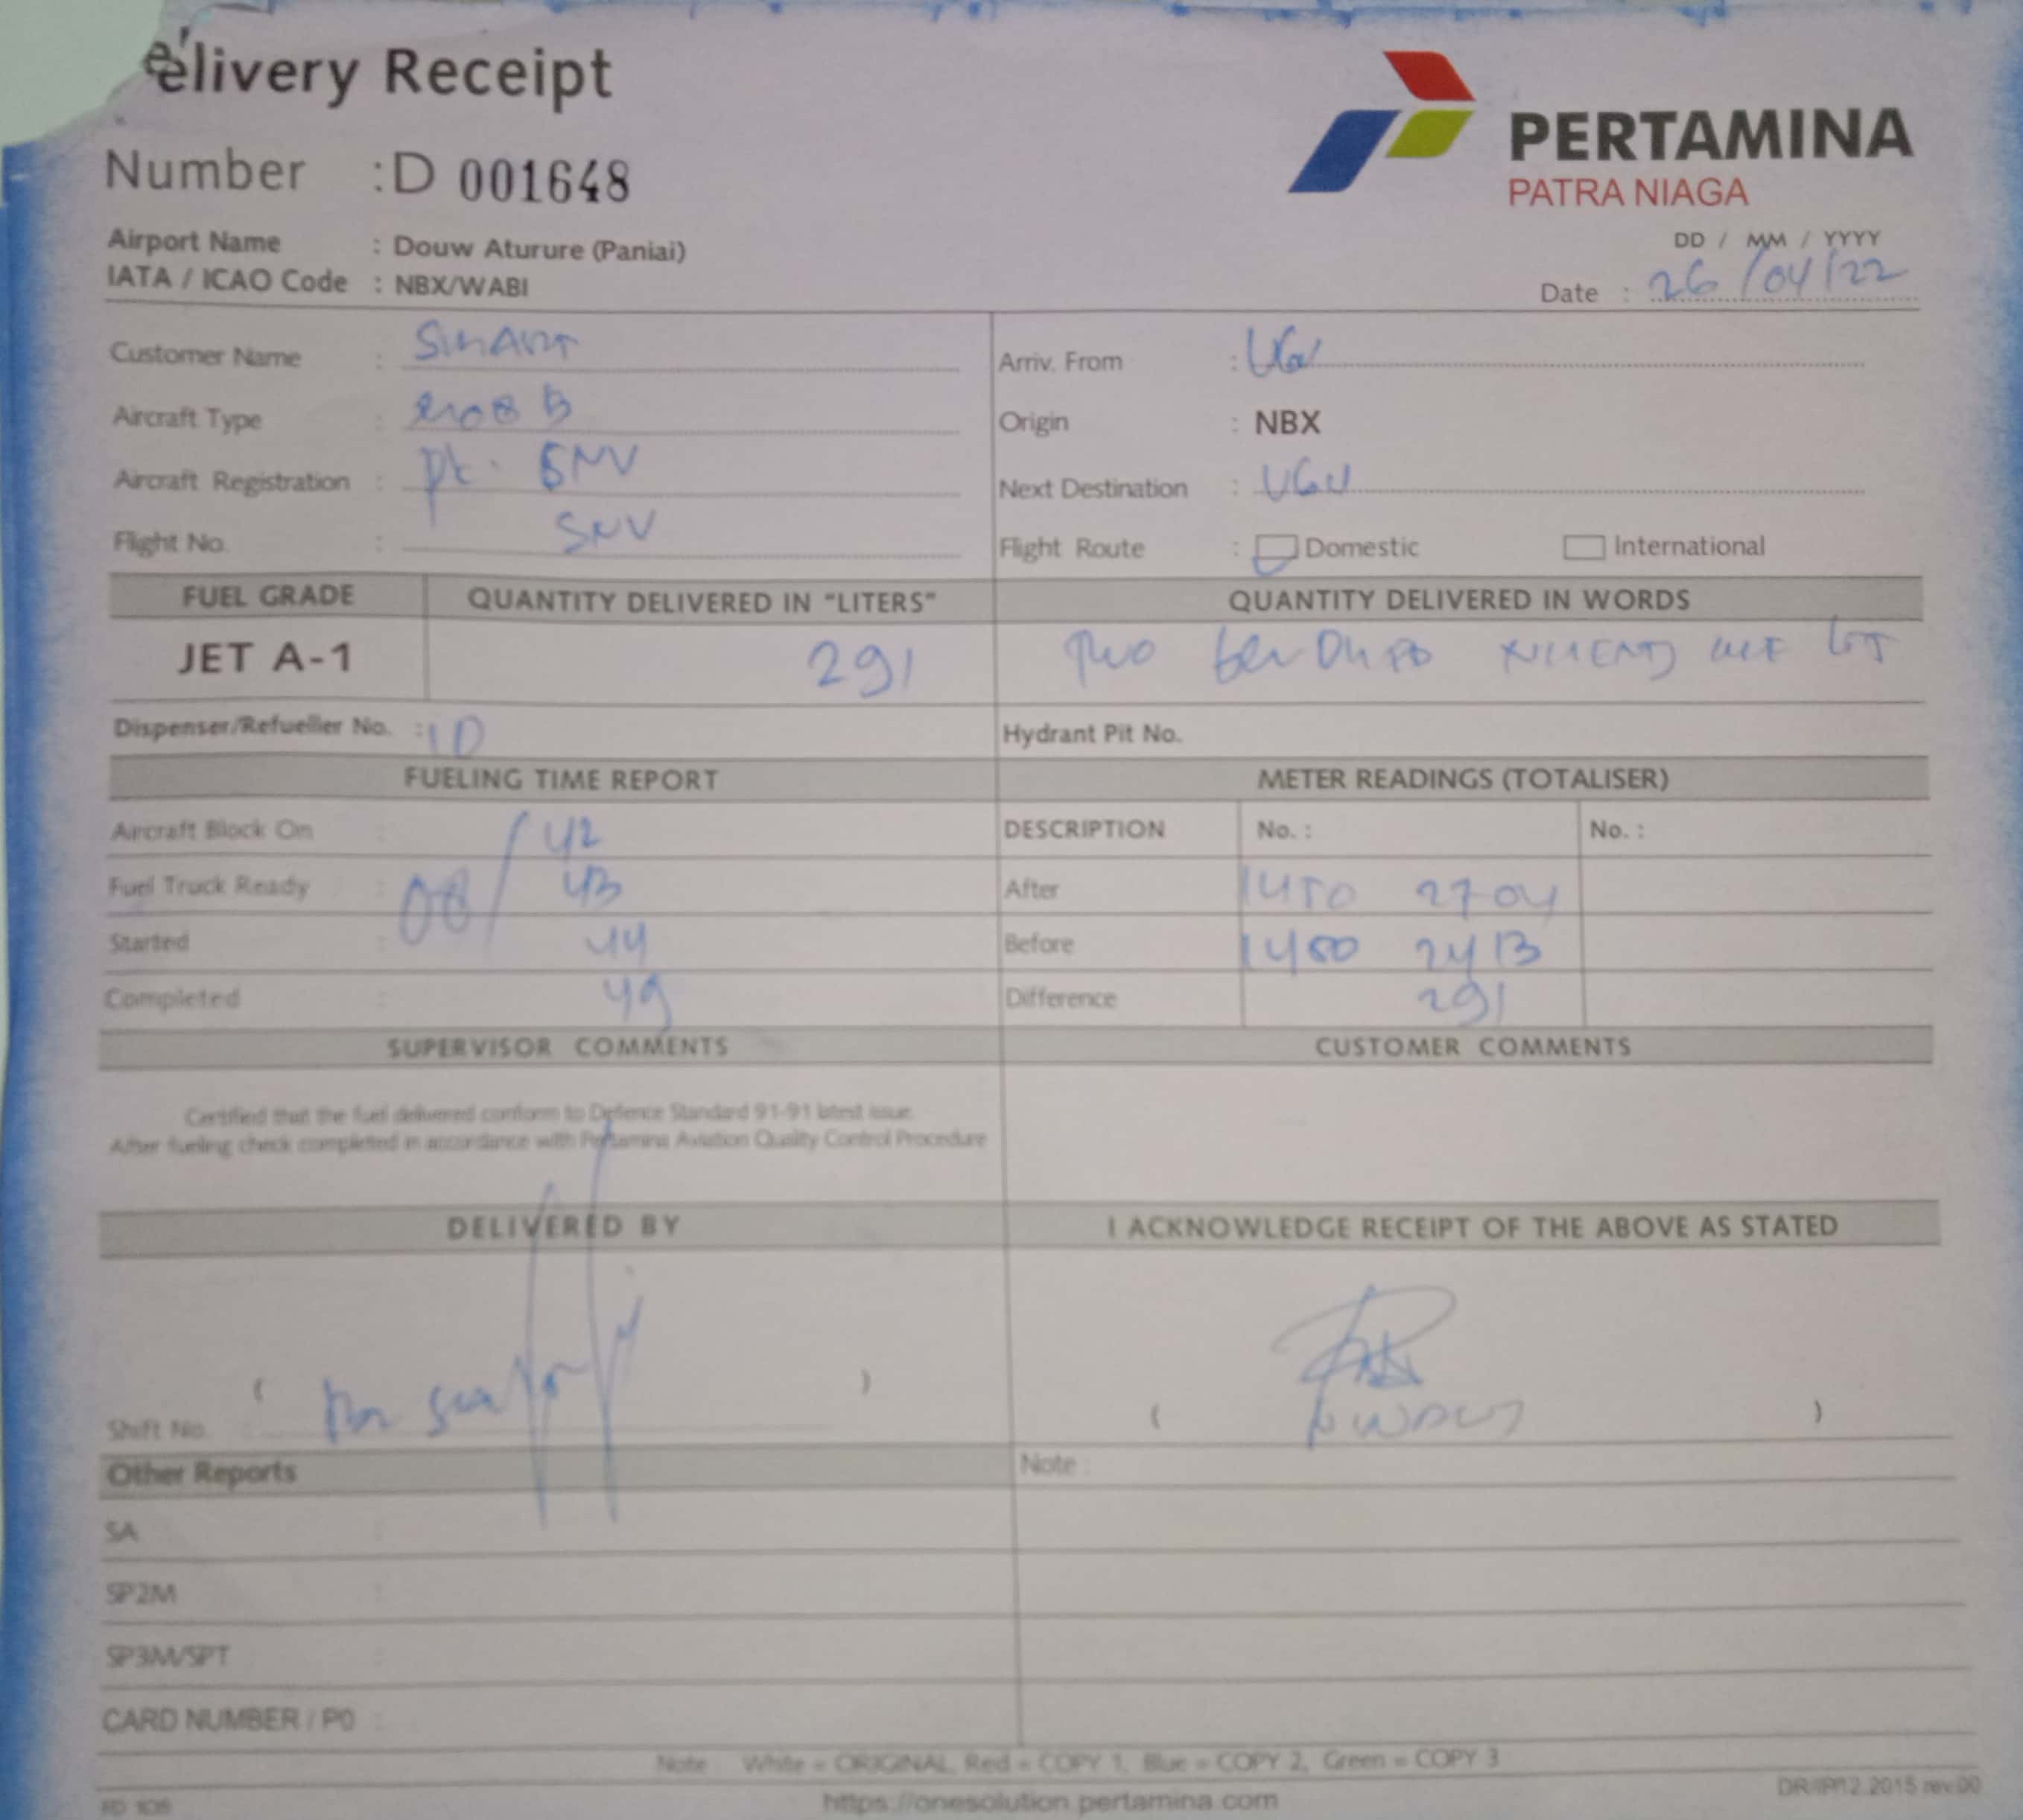 elivery Receipt
PERTAMINA
PATRA NIAGA
Number : D 001648
Airport Name : Douw Aturure (Paniai)
IATA / ICAO Code : NBX/WABI
DD / MM / YYYY
Date : 26/04/22
Customer Name : SMART
Arriv. From : UGU
Aircraft Type : C208 B
Origin : NBX
Aircraft Registration : PK. SNV
Next Destination : UGU
Flight No. : SNV
Flight Route : Domestic International
FUEL GRADE QUANTITY DELIVERED IN "LITERS" QUANTITY DELIVERED IN WORDS
JET A-1 291 Two
Dispenser/Refueller No. : 10
Hydrant Pit No.
FUELING TIME REPORT METER READINGS (TOTALISER)
Aircraft Block On : 42 DESCRIPTION No. : No. :
Fuel Truck Ready : 08/ 43 After 1450 2704
Started : 44 Before 1450 2413
Completed : 49 Difference 291
SUPERVISOR COMMENTS CUSTOMER COMMENTS
Certified that the fuel delivered conform to Defence Standard 91-91 latest issue.
After fueling check completed in accordance with Pertamina Aviation Quality Control Procedure
DELIVERED BY I ACKNOWLEDGE RECEIPT OF THE ABOVE AS STATED
( )
Shift No. :
( )
Other Reports Note :
SA :
SP2M :
SP3M/SPT :
CARD NUMBER / PO :
Note : White = ORIGINAL, Red = COPY 1, Blue = COPY 2, Green = COPY 3
DR/IP/12.2015 rev.00
https://onesolution.pertamina.com